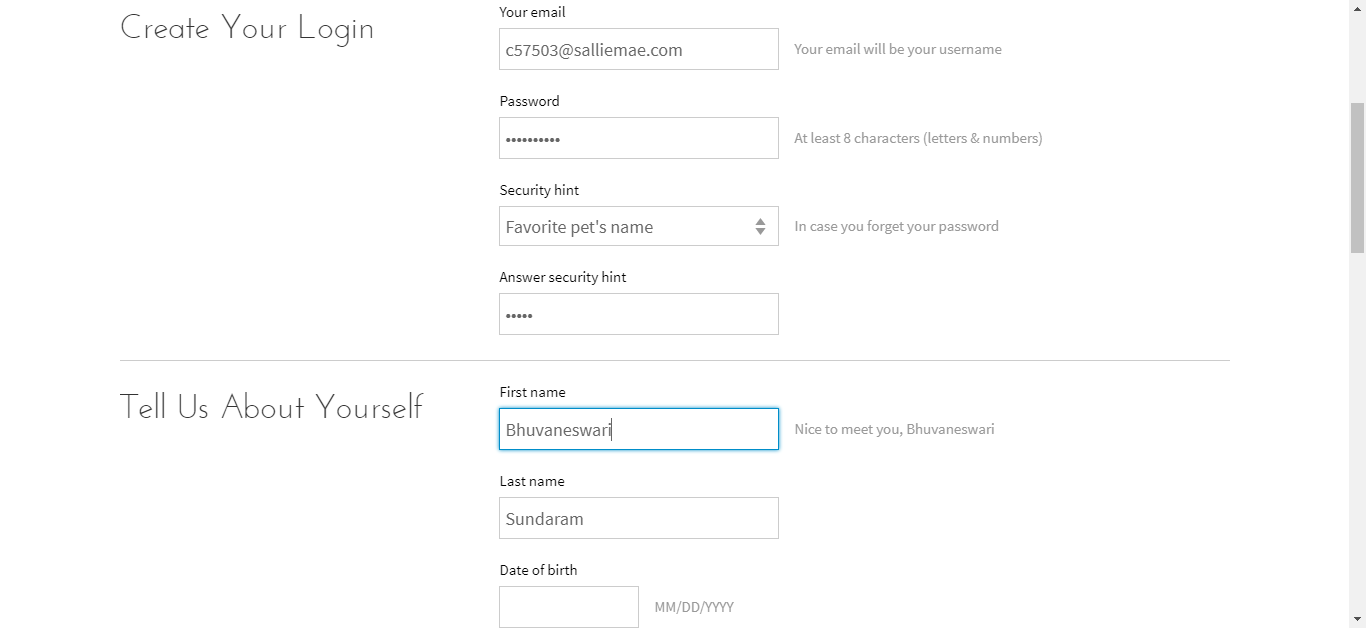 Create Your Login
Your email
c57503@salliemae.com
Your email will be your username
Password
••••••••••
At least 8 characters (letters & numbers)
Security hint
Favorite pet's name
In case you forget your password
Answer security hint
•••••
Tell Us About Yourself
First name
Bhuvaneswari
Nice to meet you, Bhuvaneswari
Last name
Sundaram
Date of birth
MM/DD/YYYY